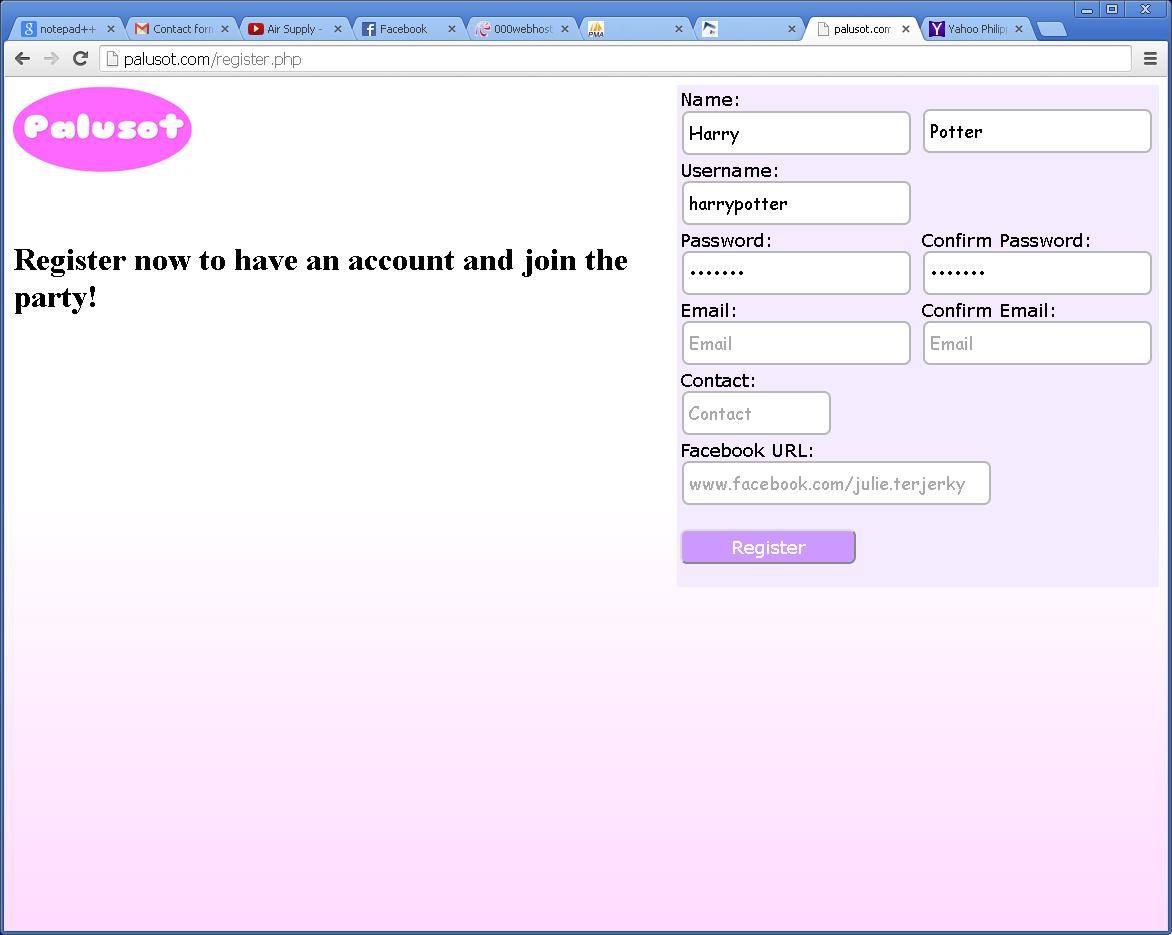 notepad++
Contact form
Air Supply -
Facebook
000webhost
PMA
palusot.com
Yahoo Philipp
palusot.com/register.php
Palusot
Register now to have an account and join the
party!
Name:
Harry Potter
Username:
harrypotter
Password: Confirm Password:
••••••• •••••••
Email: Confirm Email:
Email Email
Contact:
Contact
Facebook URL:
www.facebook.com/julie.terjerky
Register